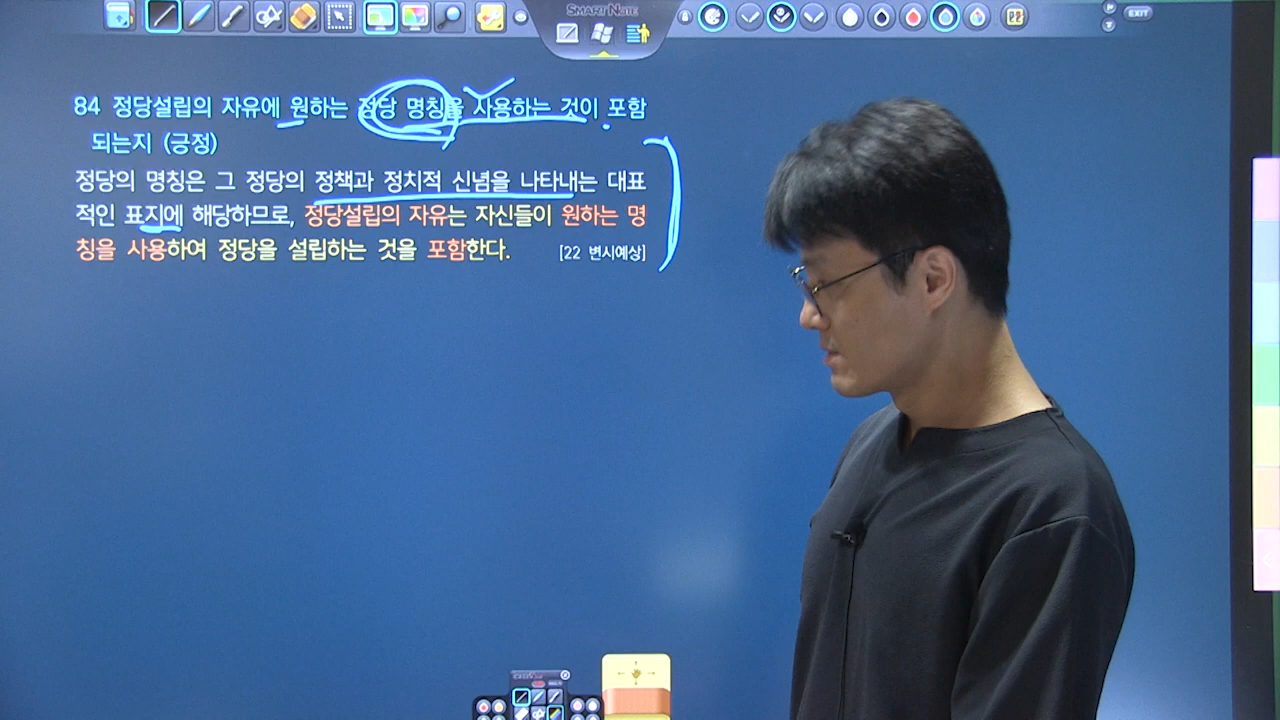 SMART NOTE
EXIT
84 정당설립의 자유에 원하는 정당 명칭을 사용하는 것이 포함
되는지 (긍정)
정당의 명칭은 그 정당의 정책과 정치적 신념을 나타내는 대표
적인 표지에 해당하므로, 정당설립의 자유는 자신들이 원하는 명
칭을 사용하여 정당을 설립하는 것을 포함한다. [22 변시예상]